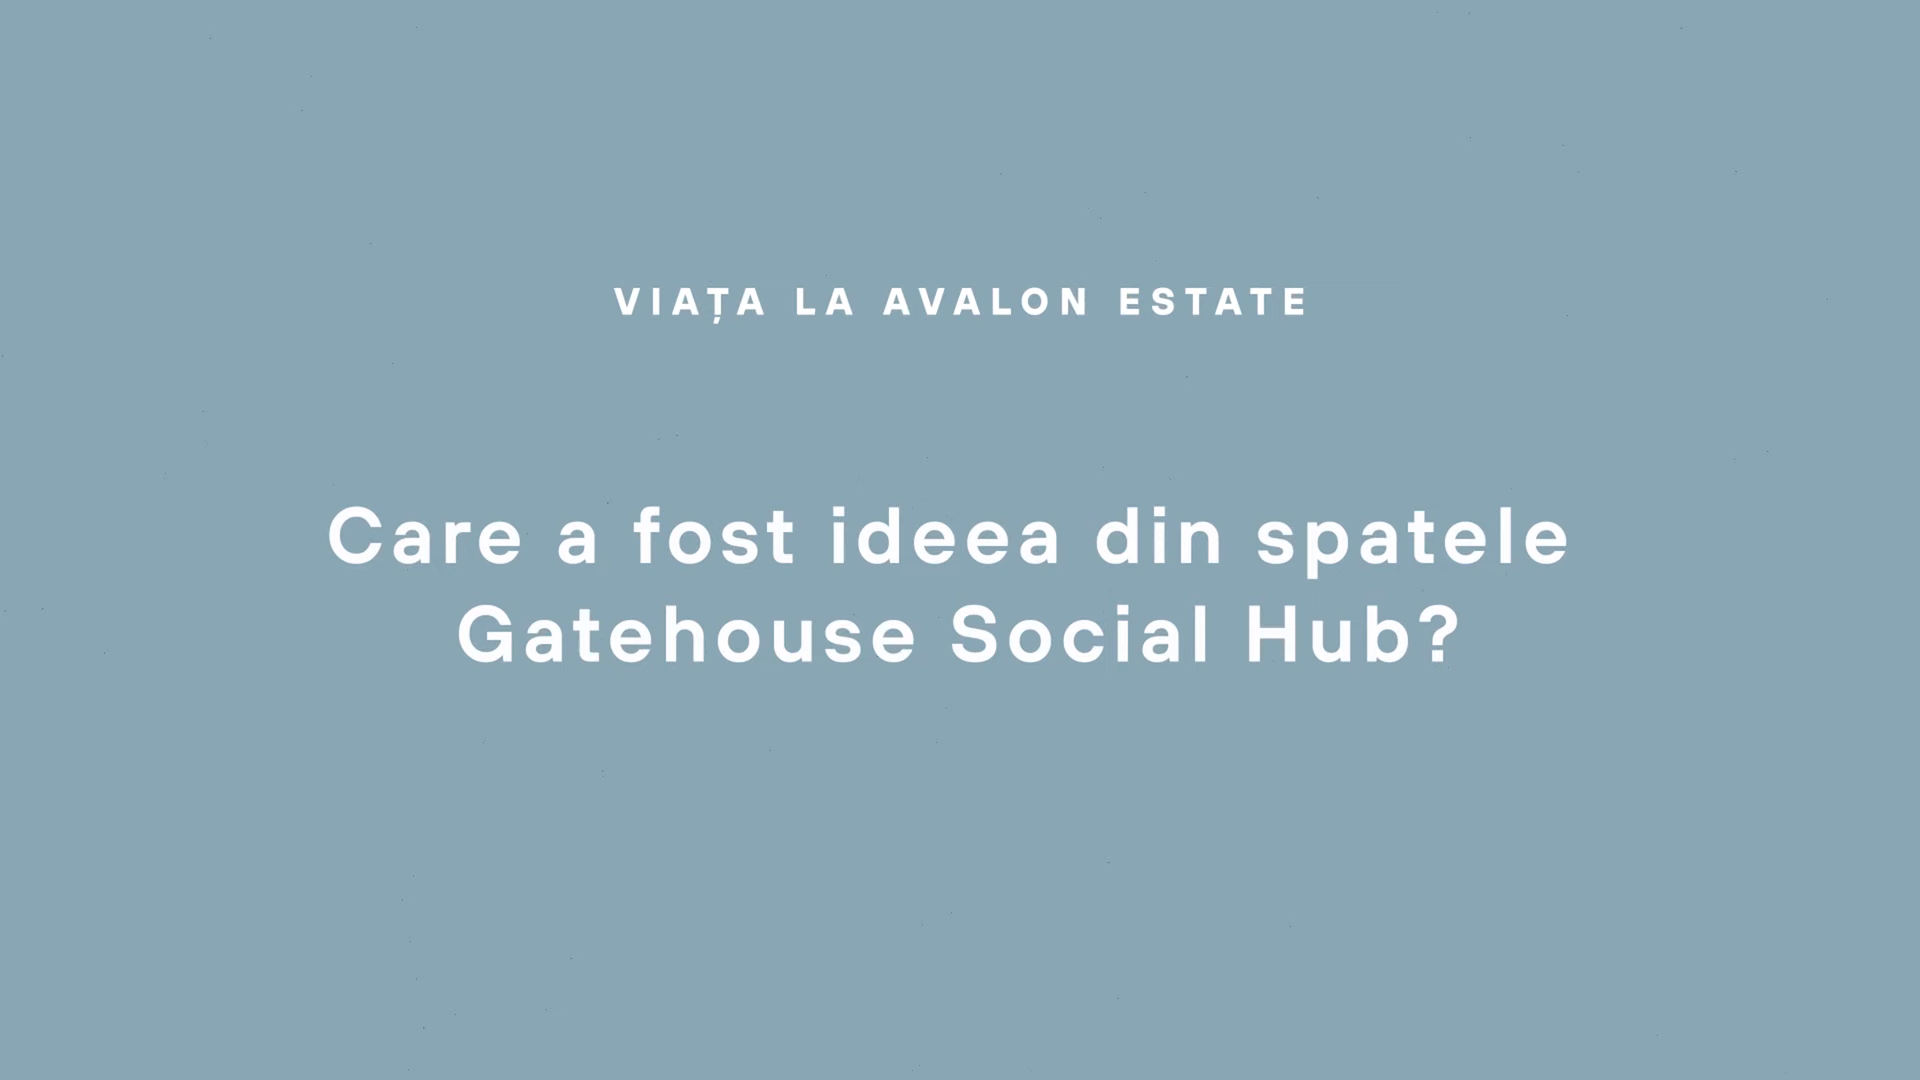 VIAȚA LA AVALON ESTATE
Care a fost ideea din spatele
Gatehouse Social Hub?